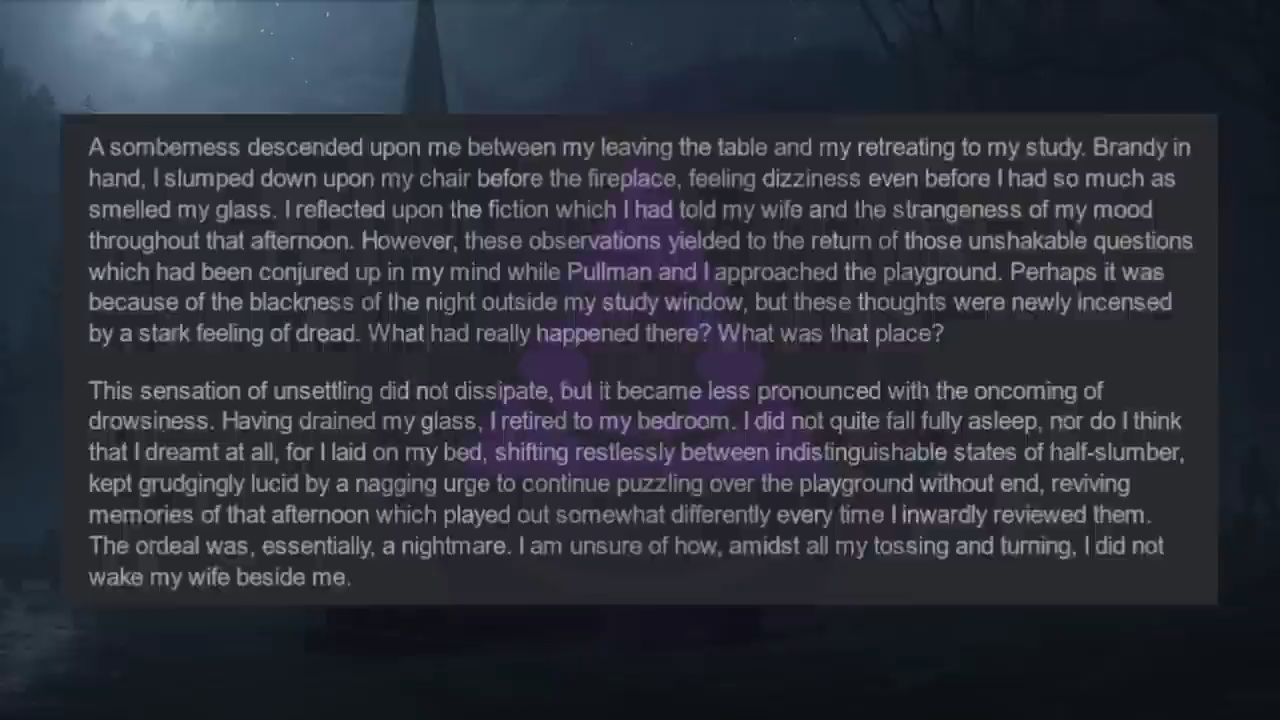 A somberness descended upon me between my leaving the table and my retreating to my study. Brandy in
hand, I slumped down upon my chair before the fireplace, feeling dizziness even before I had so much as
smelled my glass. I reflected upon the fiction which I had told my wife and the strangeness of my mood
throughout that afternoon. However, these observations yielded to the return of those unshakable questions
which had been conjured up in my mind while Pullman and I approached the playground. Perhaps it was
because of the blackness of the night outside my study window, but these thoughts were newly incensed
by a stark feeling of dread. What had really happened there? What was that place?
This sensation of unsettling did not dissipate, but it became less pronounced with the oncoming of
drowsiness. Having drained my glass, I retired to my bedroom. I did not quite fall fully asleep, nor do I think
that I dreamt at all, for I laid on my bed, shifting restlessly between indistinguishable states of half-slumber,
kept grudgingly lucid by a nagging urge to continue puzzling over the playground without end, reviving
memories of that afternoon which played out somewhat differently every time I inwardly reviewed them.
The ordeal was, essentially, a nightmare. I am unsure of how, amidst all my tossing and turning, I did not
wake my wife beside me.